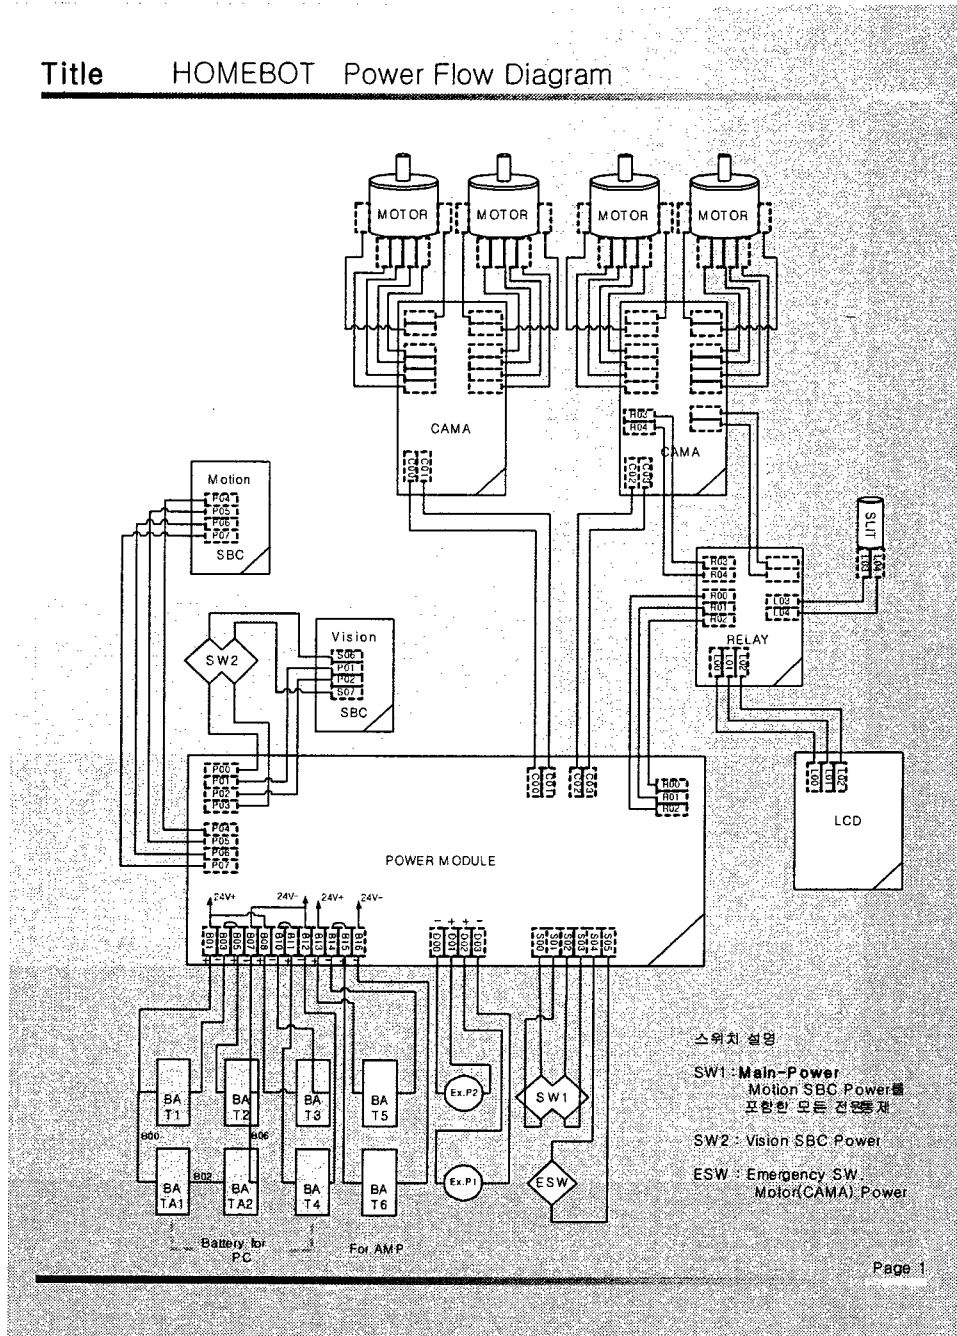 Title HOMEBOT Power Flow Diagram
MOTOR MOTOR MOTOR MOTOR
CAMA
C00 C01
R03
R04
CAMA
C02 C03
Motion
P04
P05
P06
P07
SBC
SLIT
L03 L04
R03
R04
R00
R01
R02
L03
L04
RELAY
L00 L01 L02
SW2
Vision
S06
P01
P02
S07
SBC
P00
P01
P02
P03
P04
P05
P06
P07
C00 C01 C02 C03
R00
R01
R02
L00 L01 L02
LCD
POWER MODULE
24V+ 24V- 24V+ 24V-
B01 B03 B05 B07 B08 B10 B11 B12 B13 B14 B15 B16
- + + -
D00 D01 D02 D03
S00 S01 S02 S03 S04 S05
BA
T1
BA
T2
BA
T3
BA
T5
Ex.P2
SW1
B00 B06
B02
BA
TA1
BA
TA2
BA
T4
BA
T6
Ex.P1
ESW
Battery for
PC
For AMP
스위치 설명
SW1 : Main-Power
Motion SBC Power를
포함한 모든 전원통제
SW2 : Vision SBC Power
ESW : Emergency SW.
Motor(CAMA) Power
Page 1